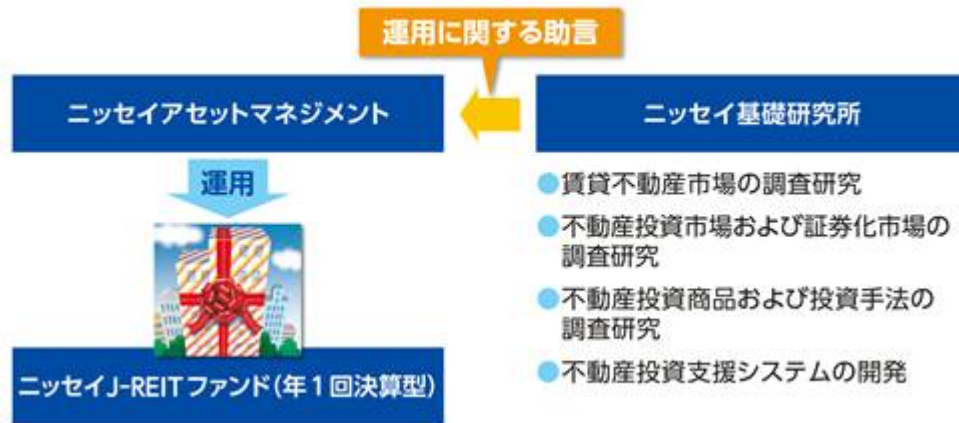 運用に関する助言
ニッセイアセットマネジメント
ニッセイ基礎研究所
運用
ニッセイJ-REITファンド(年1回決算型)
●賃貸不動産市場の調査研究
●不動産投資市場および証券化市場の
調査研究
●不動産投資商品および投資手法の
調査研究
●不動産投資支援システムの開発